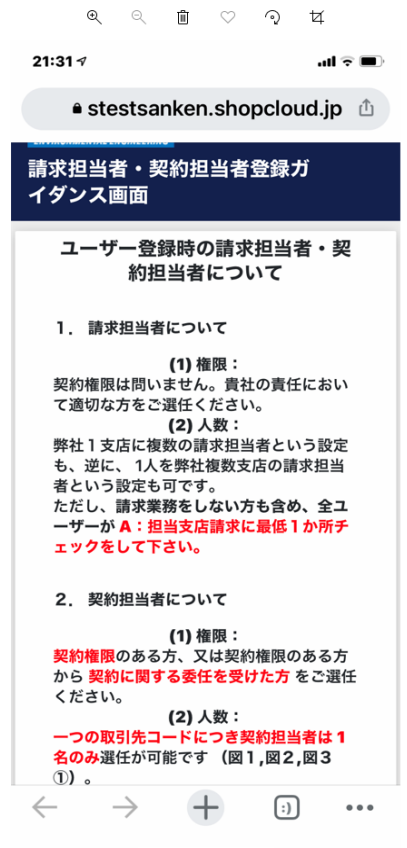 21:31
stestsanken.shopcloud.jp
ENVIRONMENTAL ENGINEERING
請求担当者・契約担当者登録ガ
イダンス画面
ユーザー登録時の請求担当者・契
約担当者について
１． 請求担当者について
(1) 権限：
契約権限は問いません。貴社の責任におい
て適切な方をご選任ください。
(2) 人数：
弊社１支店に複数の請求担当者という設定
も、逆に、 1人を弊社複数支店の請求担当
者という設定も可です。
ただし、請求業務をしない方も含め、全ユ
ーザーが A：担当支店請求に最低１か所チ
ェックをして下さい。
２． 契約担当者について
(1) 権限：
契約権限のある方、又は契約権限のある方
から 契約に関する委任を受けた方 をご選任
ください。
(2) 人数：
一つの取引先コードにつき契約担当者は 1
名のみ選任が可能です （図１,図２,図３
①）。
:)